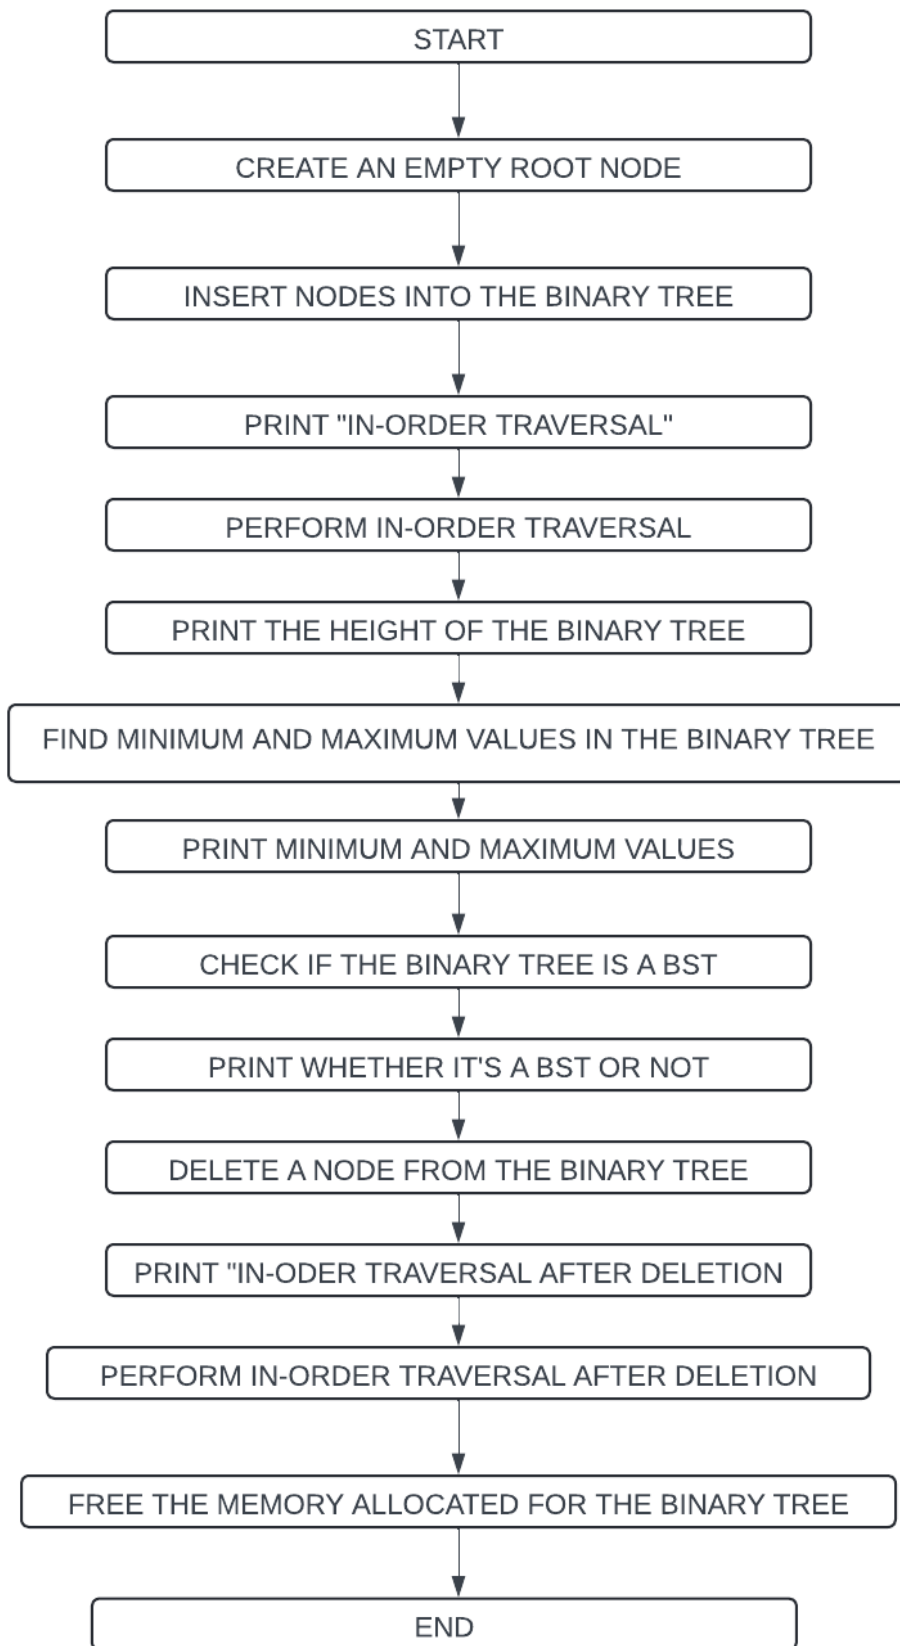 START
CREATE AN EMPTY ROOT NODE
INSERT NODES INTO THE BINARY TREE
PRINT "IN-ORDER TRAVERSAL"
PERFORM IN-ORDER TRAVERSAL
PRINT THE HEIGHT OF THE BINARY TREE
FIND MINIMUM AND MAXIMUM VALUES IN THE BINARY TREE
PRINT MINIMUM AND MAXIMUM VALUES
CHECK IF THE BINARY TREE IS A BST
PRINT WHETHER IT'S A BST OR NOT
DELETE A NODE FROM THE BINARY TREE
PRINT "IN-ODER TRAVERSAL AFTER DELETION
PERFORM IN-ORDER TRAVERSAL AFTER DELETION
FREE THE MEMORY ALLOCATED FOR THE BINARY TREE
END